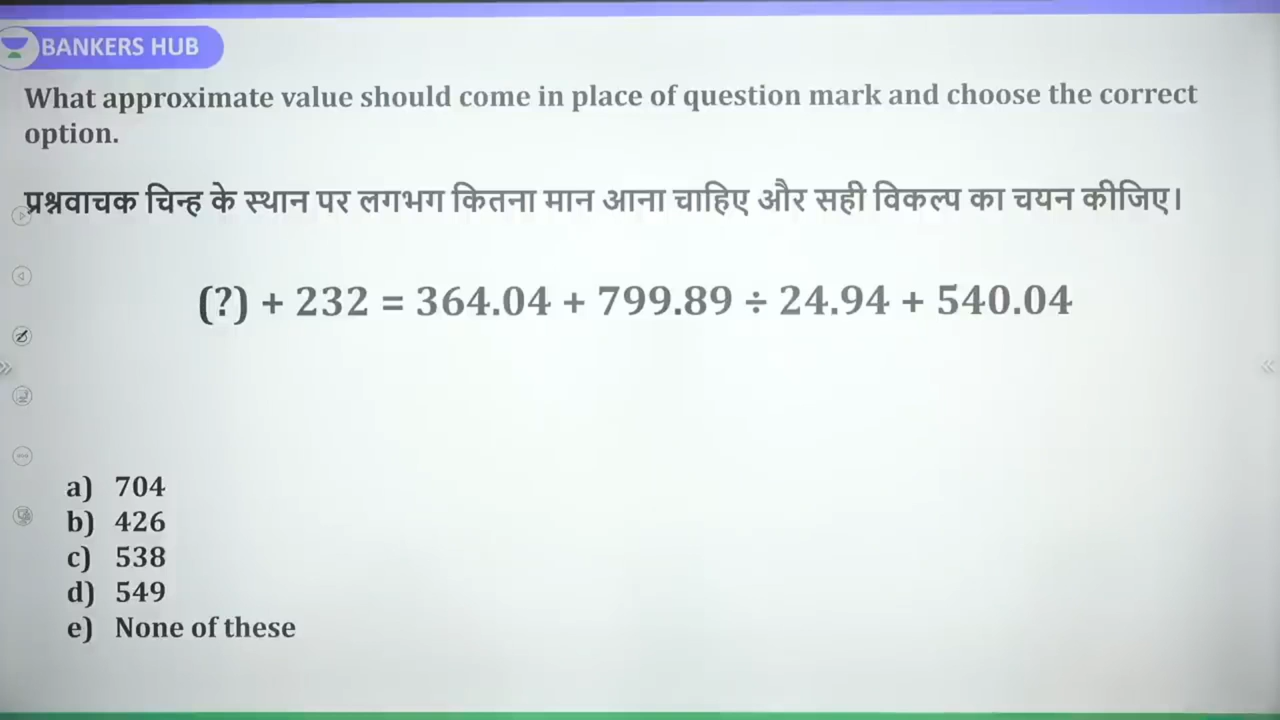 BANKERS HUB
What approximate value should come in place of question mark and choose the correct
option.
प्रश्नवाचक चिन्ह के स्थान पर लगभग कितना मान आना चाहिए और सही विकल्प का चयन कीजिए।
(?) + 232 = 364.04 + 799.89 ÷ 24.94 + 540.04
a) 704
b) 426
c) 538
d) 549
e) None of these